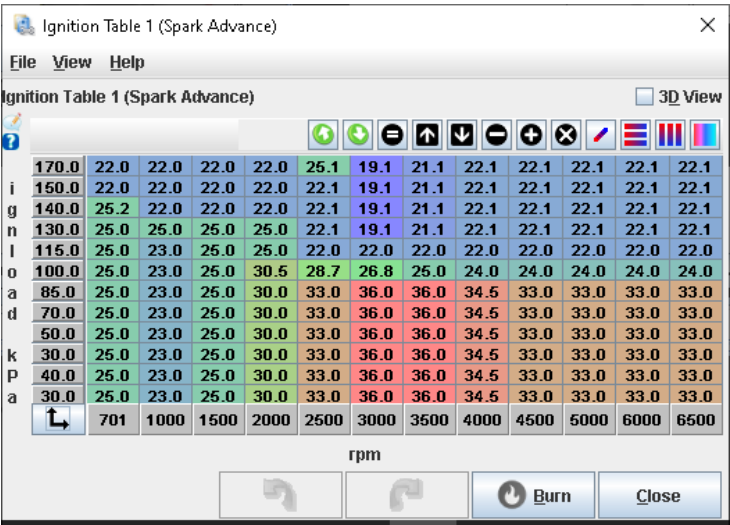 Ignition Table 1 (Spark Advance)
File View Help
Ignition Table 1 (Spark Advance) 3D View
170.0 22.0 22.0 22.0 22.0 25.1 19.1 21.1 22.1 22.1 22.1 22.1 22.1
150.0 22.0 22.0 22.0 22.0 22.1 19.1 21.1 22.1 22.1 22.1 22.1 22.1
140.0 25.2 22.0 22.0 22.0 22.1 19.1 21.1 22.1 22.1 22.1 22.1 22.1
130.0 25.0 25.0 25.0 25.0 22.1 19.1 21.1 22.1 22.1 22.1 22.1 22.1
115.0 25.0 23.0 25.0 25.0 22.0 22.0 22.0 22.0 22.0 22.0 22.0 22.0
100.0 25.0 23.0 25.0 30.5 28.7 26.8 25.0 24.0 24.0 24.0 24.0 24.0
85.0 25.0 23.0 25.0 30.0 33.0 36.0 36.0 34.5 33.0 33.0 33.0 33.0
70.0 25.0 23.0 25.0 30.0 33.0 36.0 36.0 34.5 33.0 33.0 33.0 33.0
50.0 25.0 23.0 25.0 30.0 33.0 36.0 36.0 34.5 33.0 33.0 33.0 33.0
30.0 25.0 23.0 25.0 30.0 33.0 36.0 36.0 34.5 33.0 33.0 33.0 33.0
40.0 25.0 23.0 25.0 30.0 33.0 36.0 36.0 34.5 33.0 33.0 33.0 33.0
30.0 25.0 23.0 25.0 30.0 33.0 36.0 36.0 34.5 33.0 33.0 33.0 33.0
ignload kPa
701 1000 1500 2000 2500 3000 3500 4000 4500 5000 6000 6500
rpm
Burn Close